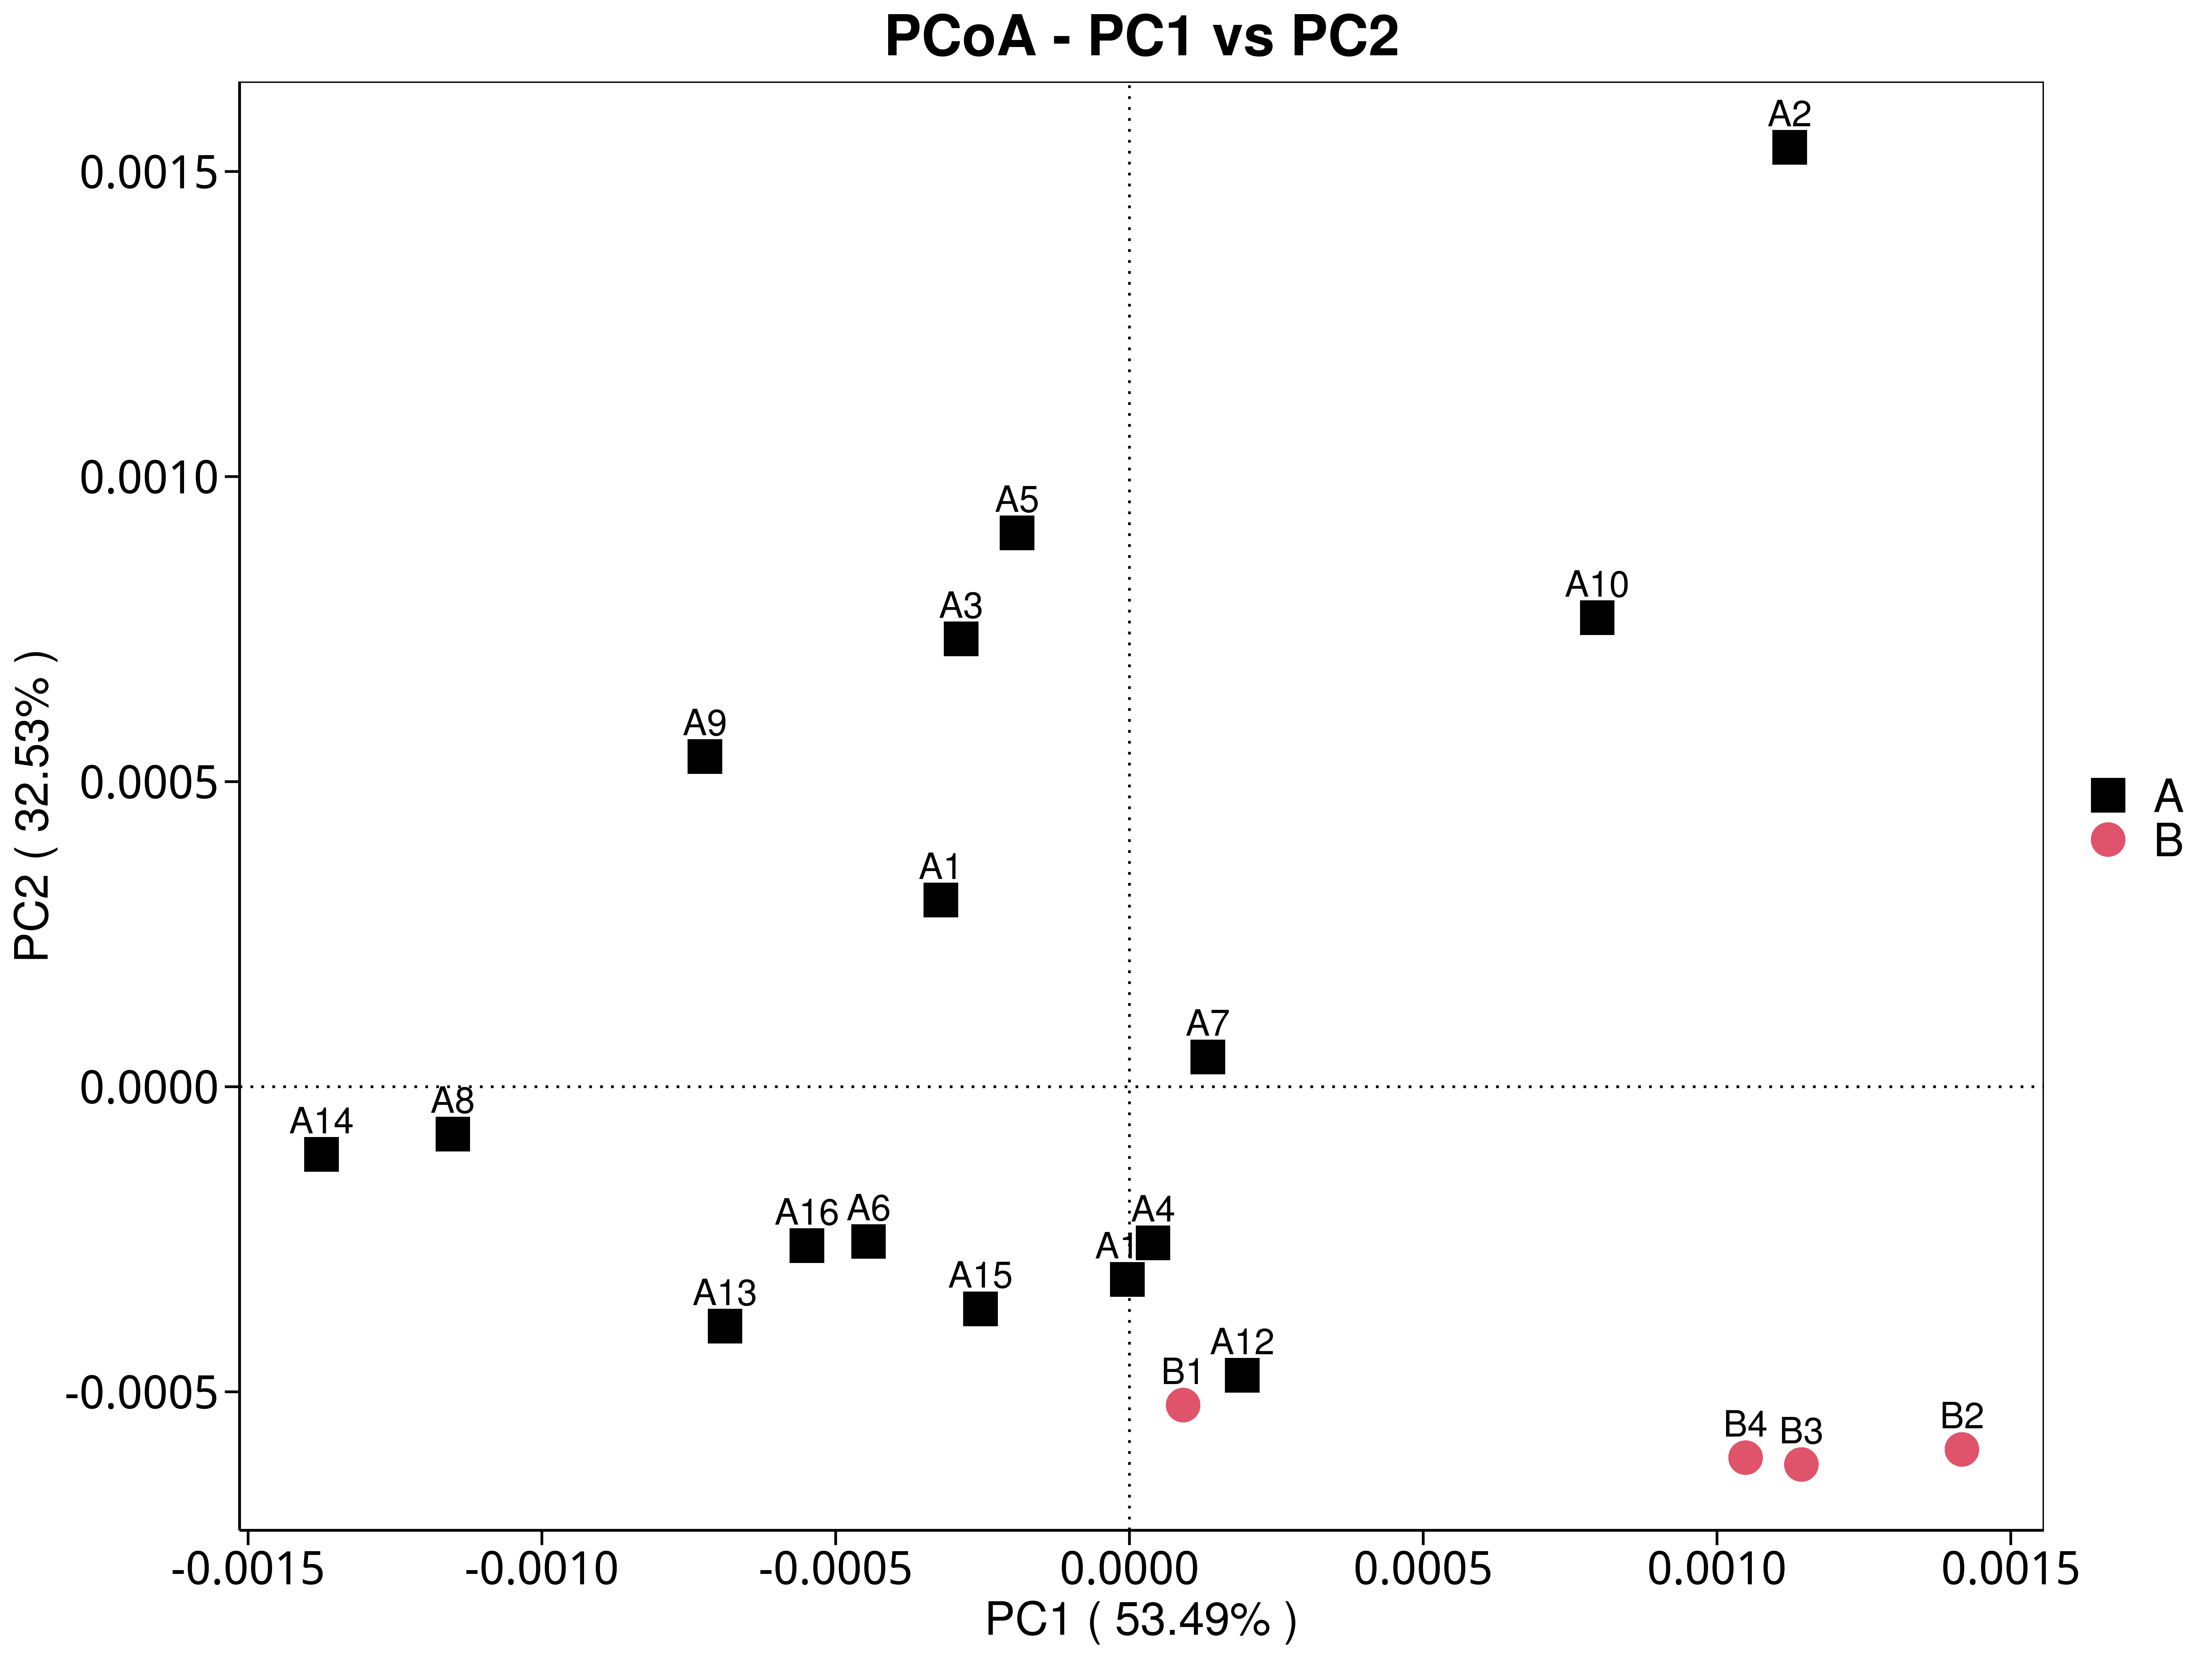 PCoA - PC1 vs PC2
A2
0.0015
A5
0.0010
A10
A3
PC2 ( 32.53% )
A9
0.0005
A
B
A1
A7
0.0000
A8
A14
A16
A6
A4
A1
A15
A13
A12
B1
-0.0005
B4
B3
B2
-0.0015
-0.0010
-0.0005
0.0000
0.0005
0.0010
0.0015
PC1 ( 53.49% )